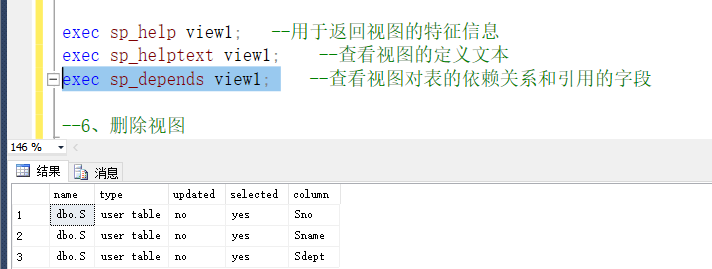 exec sp_help view1;   --用于返回视图的特征信息
exec sp_helptext view1;    --查看视图的定义文本
exec sp_depends view1;    --查看视图对表的依赖关系和引用的字段
--6、删除视图
146 %
结果 消息
name type updated selected column
1 dbo.S user table no yes Sno
2 dbo.S user table no yes Sname
3 dbo.S user table no yes Sdept